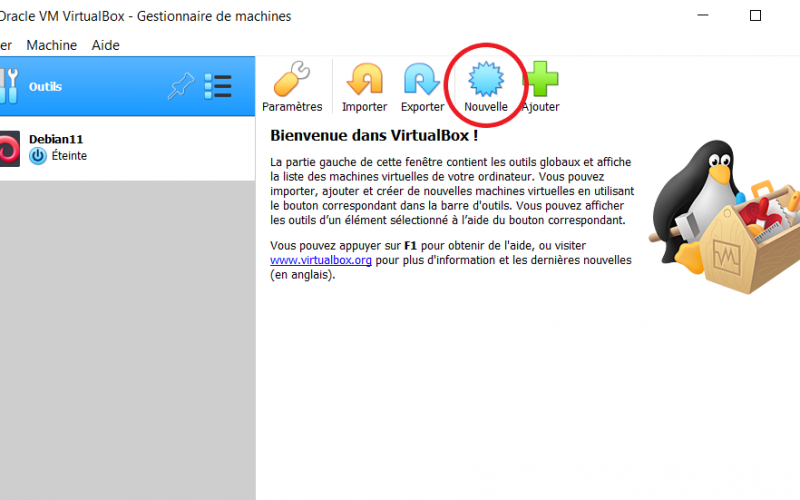 Oracle VM VirtualBox - Gestionnaire de machines
er Machine Aide
Outils
Paramètres Importer Exporter Nouvelle Ajouter
Debian11
Éteinte
Bienvenue dans VirtualBox !
La partie gauche de cette fenêtre contient les outils globaux et affiche
la liste des machines virtuelles de votre ordinateur. Vous pouvez
importer, ajouter et créer de nouvelles machines virtuelles en utilisant
le bouton correspondant dans la barre d'outils. Vous pouvez afficher
les outils d’un élément sélectionné à l’aide du bouton correspondant.
Vous pouvez appuyer sur F1 pour obtenir de l'aide, ou visiter
www.virtualbox.org pour plus d'information et les dernières nouvelles
(en anglais).